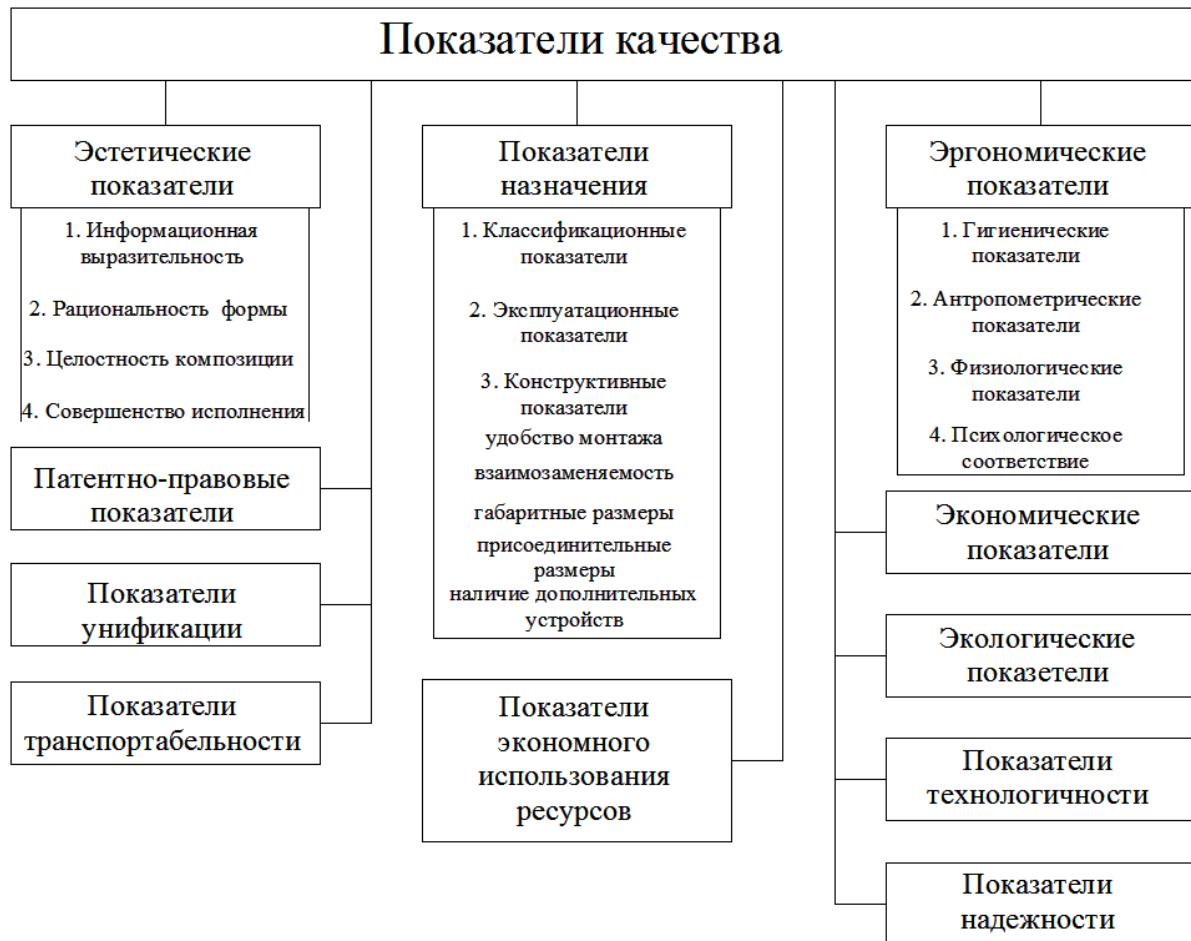 Показатели качества
Эстетические
показатели
1. Информационная
выразительность
2. Рациональность формы
3. Целостность композиции
4. Совершенство исполнения
Патентно-правовые
показатели
Показатели
унификации
Показатели
транспортабельности
Показатели
назначения
1. Классификационные
показатели
2. Эксплуатационные
показатели
3. Конструктивные
показатели
удобство монтажа
взаимозаменяемость
габаритные размеры
присоединительные
размеры
наличие дополнительных
устройств
Показатели
экономного
использования
ресурсов
Эргономические
показатели
1. Гигиенические
показатели
2. Антропометрические
показатели
3. Физиологические
показатели
4. Психологическое
соответствие
Экономические
показатели
Экологические
показетели
Показатели
технологичности
Показатели
надежности